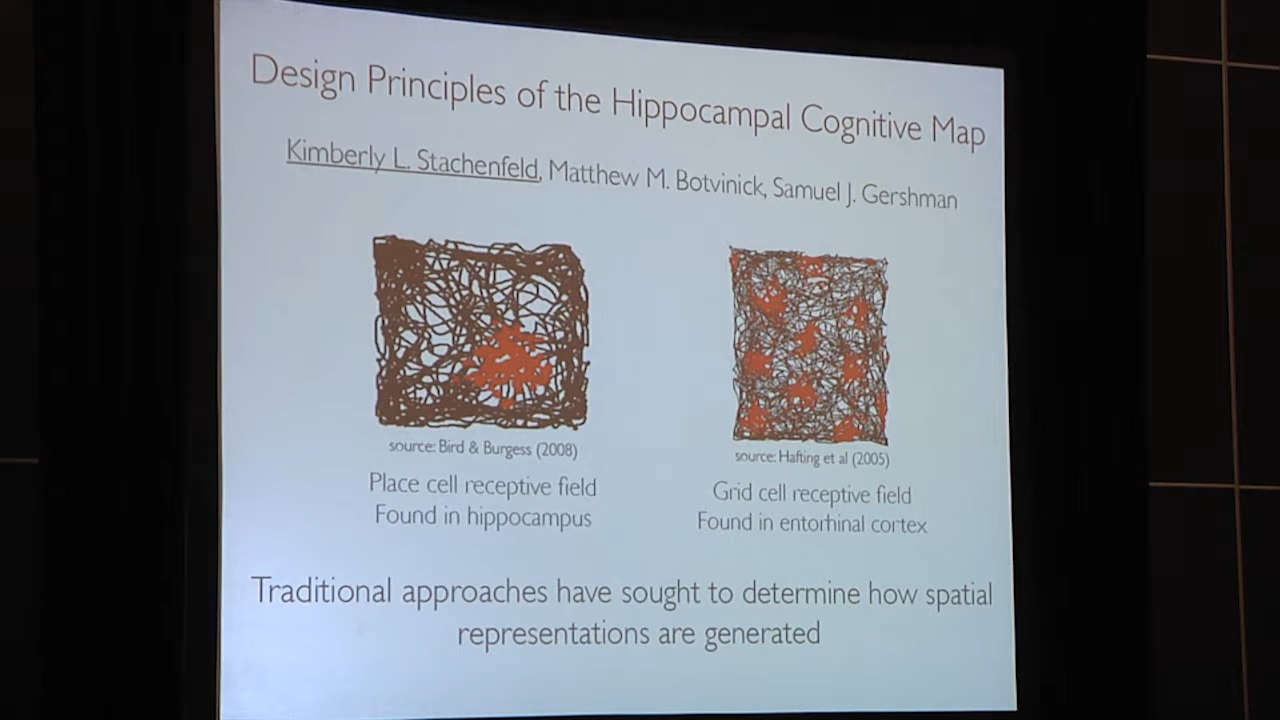 Design Principles of the Hippocampal Cognitive Map
Kimberly L. Stachenfeld, Matthew M. Botvinick, Samuel J. Gershman
source: Bird & Burgess (2008)
Place cell receptive field
Found in hippocampus
source: Hafting et al (2005)
Grid cell receptive field
Found in entorhinal cortex
Traditional approaches have sought to determine how spatial
representations are generated